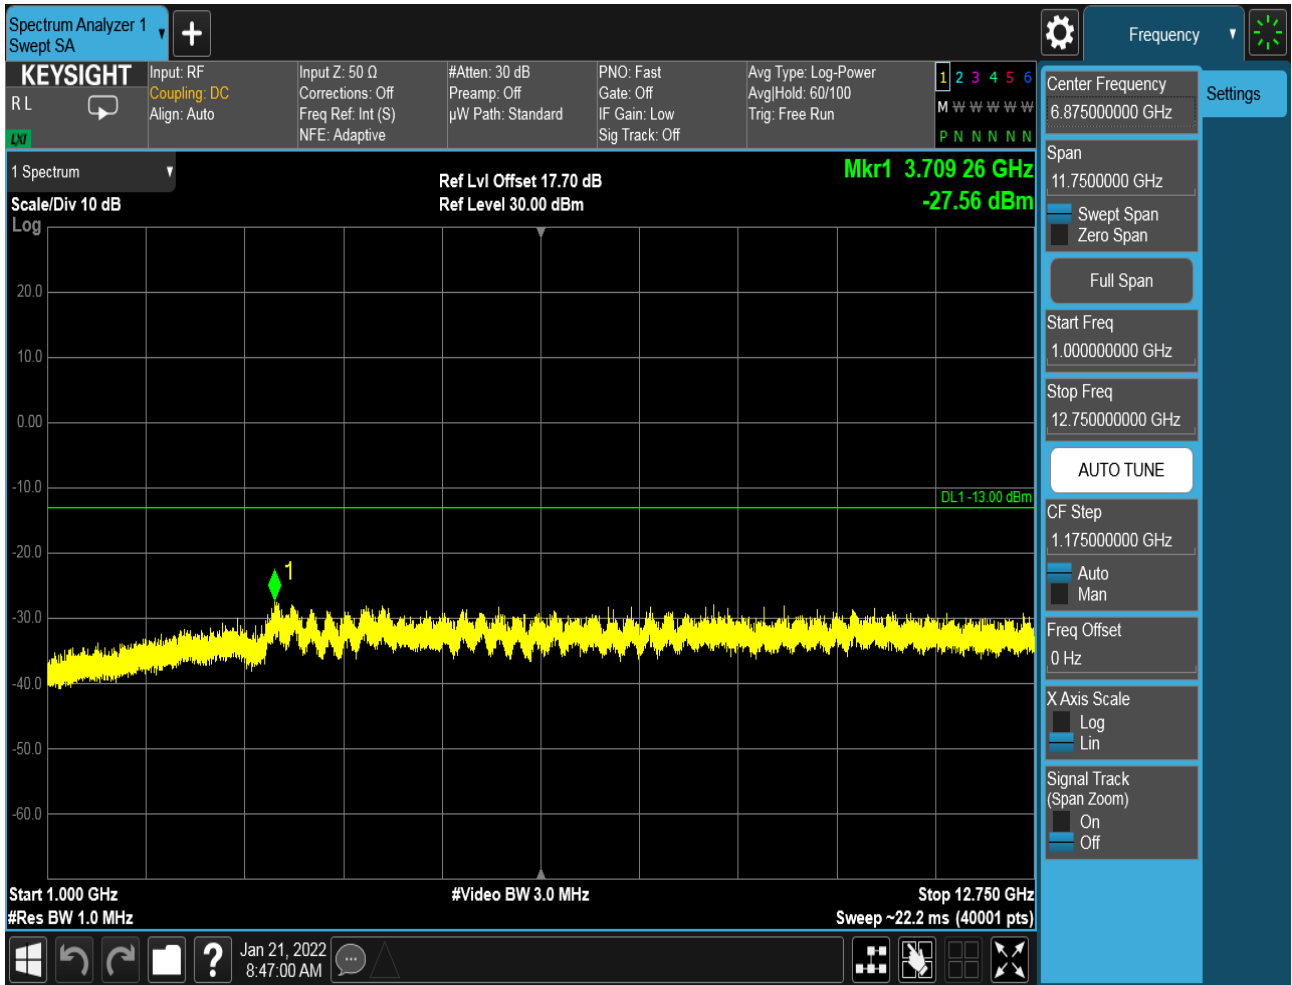 Spectrum Analyzer 1
Swept SA
Frequency
KEYSIGHT
R L
LXI
Input: RF
Coupling: DC
Align: Auto
Input Z: 50 Ω
Corrections: Off
Freq Ref: Int (S)
NFE: Adaptive
#Atten: 30 dB
Preamp: Off
µW Path: Standard
PNO: Fast
Gate: Off
IF Gain: Low
Sig Track: Off
Avg Type: Log-Power
Avg|Hold: 60/100
Trig: Free Run
1 2 3 4 5 6
M W W W W W
P N N N N N
1 Spectrum
Scale/Div 10 dB
Log
Ref Lvl Offset 17.70 dB
Ref Level 30.00 dBm
Mkr1 3.709 26 GHz
-27.56 dBm
20.0
10.0
0.00
-10.0
DL1 -13.00 dBm
-20.0
1
-30.0
-40.0
-50.0
-60.0
Start 1.000 GHz
#Res BW 1.0 MHz
#Video BW 3.0 MHz
Stop 12.750 GHz
Sweep ~22.2 ms (40001 pts)
Jan 21, 2022
8:47:00 AM
Settings
Center Frequency
6.875000000 GHz
Span
11.7500000 GHz
Swept Span
Zero Span
Full Span
Start Freq
1.000000000 GHz
Stop Freq
12.750000000 GHz
AUTO TUNE
CF Step
1.175000000 GHz
Auto
Man
Freq Offset
0 Hz
X Axis Scale
Log
Lin
Signal Track
(Span Zoom)
On
Off